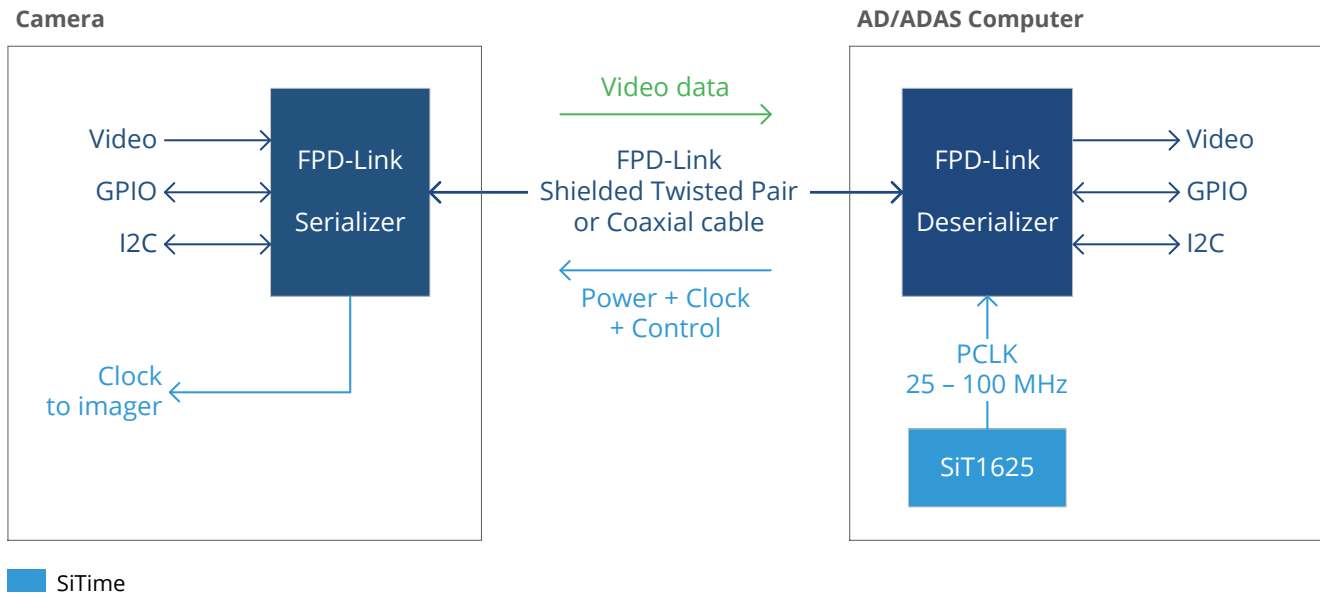 Camera
Video
GPIO
I2C
FPD-Link
Serializer
Clock
to imager
Video data
FPD-Link
Shielded Twisted Pair
or Coaxial cable
Power + Clock
+ Control
AD/ADAS Computer
FPD-Link
Deserializer
Video
GPIO
I2C
PCLK
25 – 100 MHz
SiT1625
SiTime